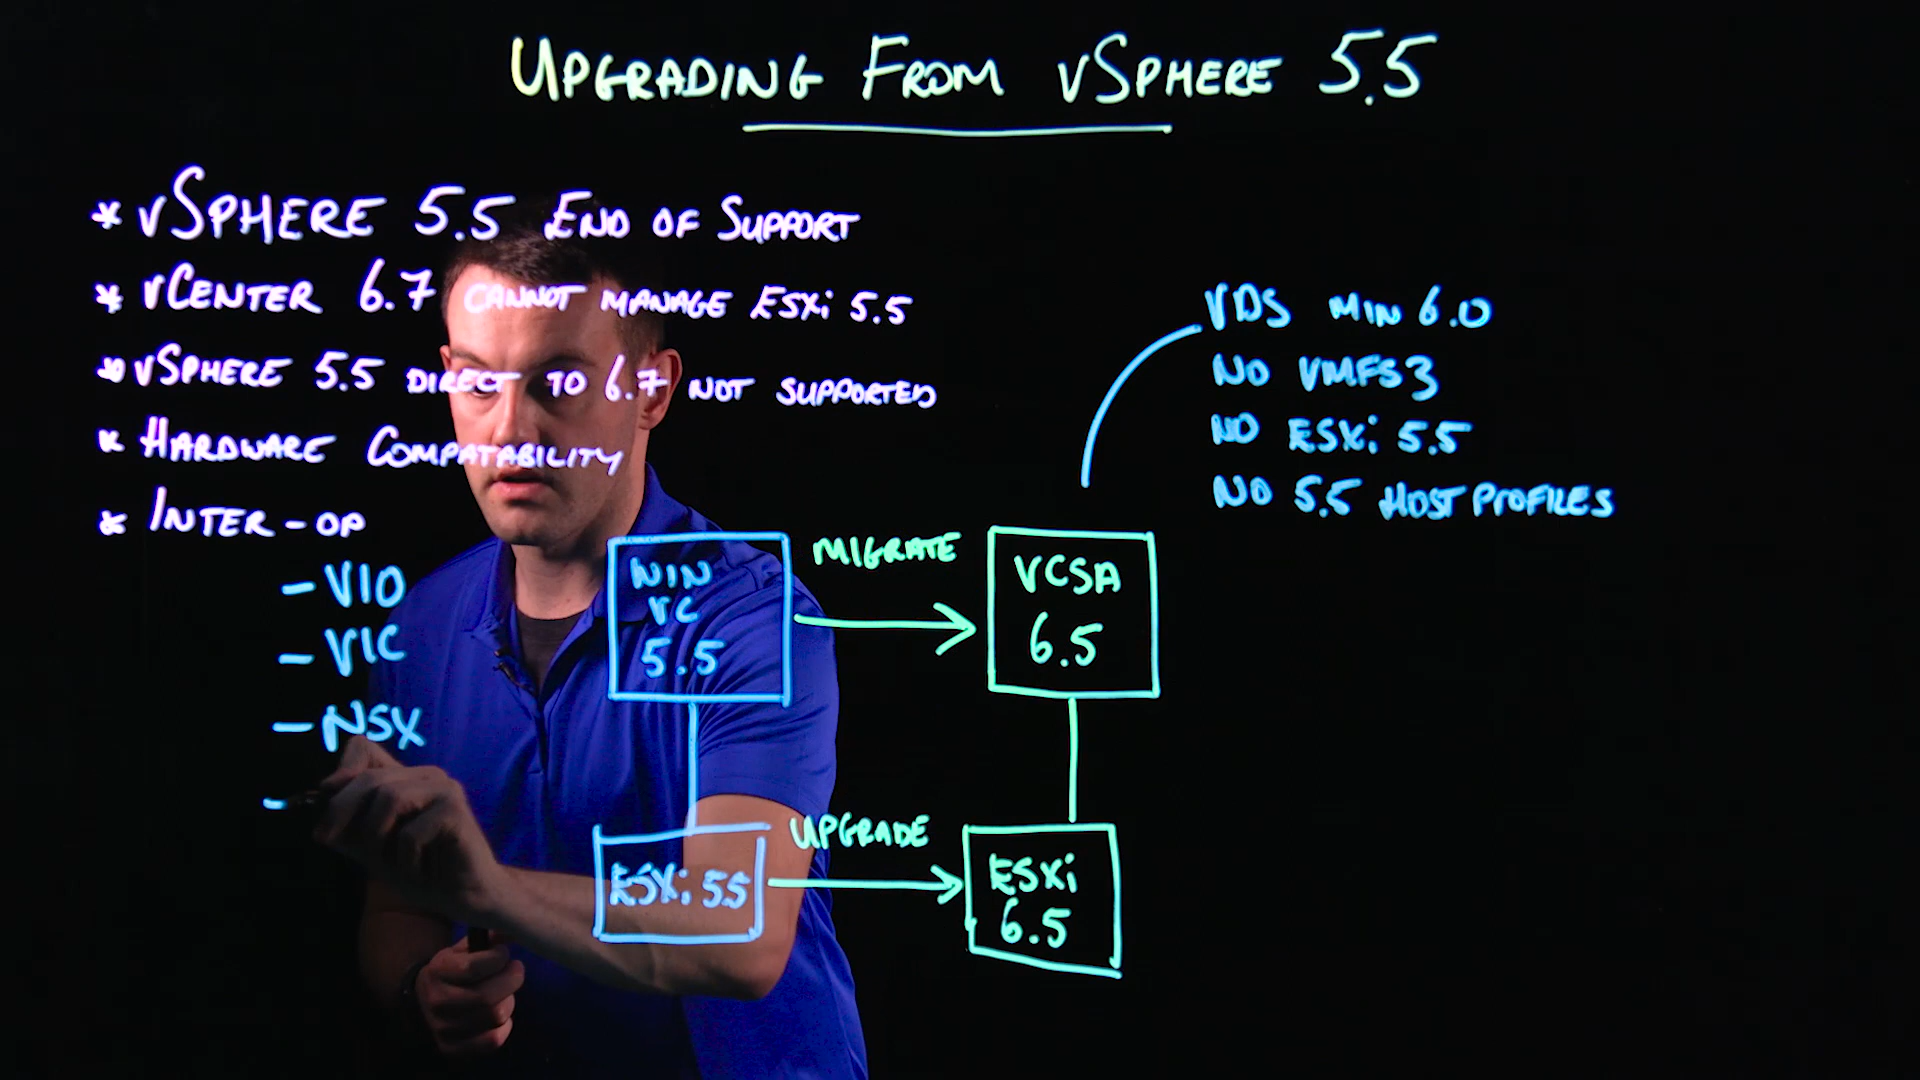 UPGRADING FROM vSPHERE 5.5
* vSPHERE 5.5 END OF SUPPORT
* vCENTER 6.7 CANNOT MANAGE ESXi 5.5
* vSPHERE 5.5 DIRECT TO 6.7 NOT SUPPORTED
* HARDWARE COMPATABILITY
* INTER-OP
- VIO
- VIC
- NSX
-
VDS MIN 6.0
NO VMFS3
NO ESXi 5.5
NO 5.5 HOST PROFILES
WIN
VC
5.5
MIGRATE
VCSA
6.5
ESXi 5.5
UPGRADE
ESXi
6.5